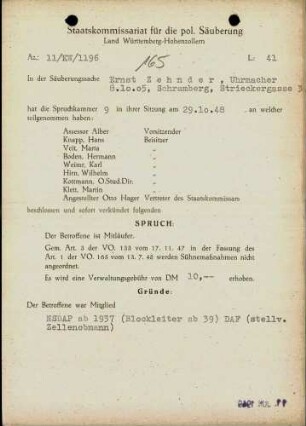 Staatskommissariat für die pol. Säuberung
Land Württemberg-Hohenzollern
Az.: 11/XX/1196
165
L: 41
In der Säuberungssache Ernst Zehnder, Uhrmacher
8.10.05, Schramberg, Strieckergasse 3
hat die Spruchkammer 9 in ihrer Sitzung am 29.10.48, an welcher
teilgenommen haben:
Assessor Alber Vorsitzender
Knapp, Hans Beisitzer
Veit, Maria „
Boden, Hermann „
Weiser, Karl „
Hirn, Wilhelm „
Kottmann, O.Stud.Dir. „
Klett, Martin „
Angestellter Otto Hager Vertreter des Staatskommissars
beschlossen und sofort verkündet folgenden
SPRUCH:
Der Betroffene ist Mitläufer.
Gem. Art. 3 der VO. 133 vom 17. 11. 47 in der Fassung des
Art. 1 der VO. 165 vom 13. 7. 48 werden Sühnemaßnahmen nicht
angeordnet.
Es wird eine Verwaltungsgebühr von DM 10,-- erhoben.
Gründe:
Der Betroffene war Mitglied
NSDAP ab 1937 (Blockleiter ab 39) DAF (stellv.
Zellenobmann)